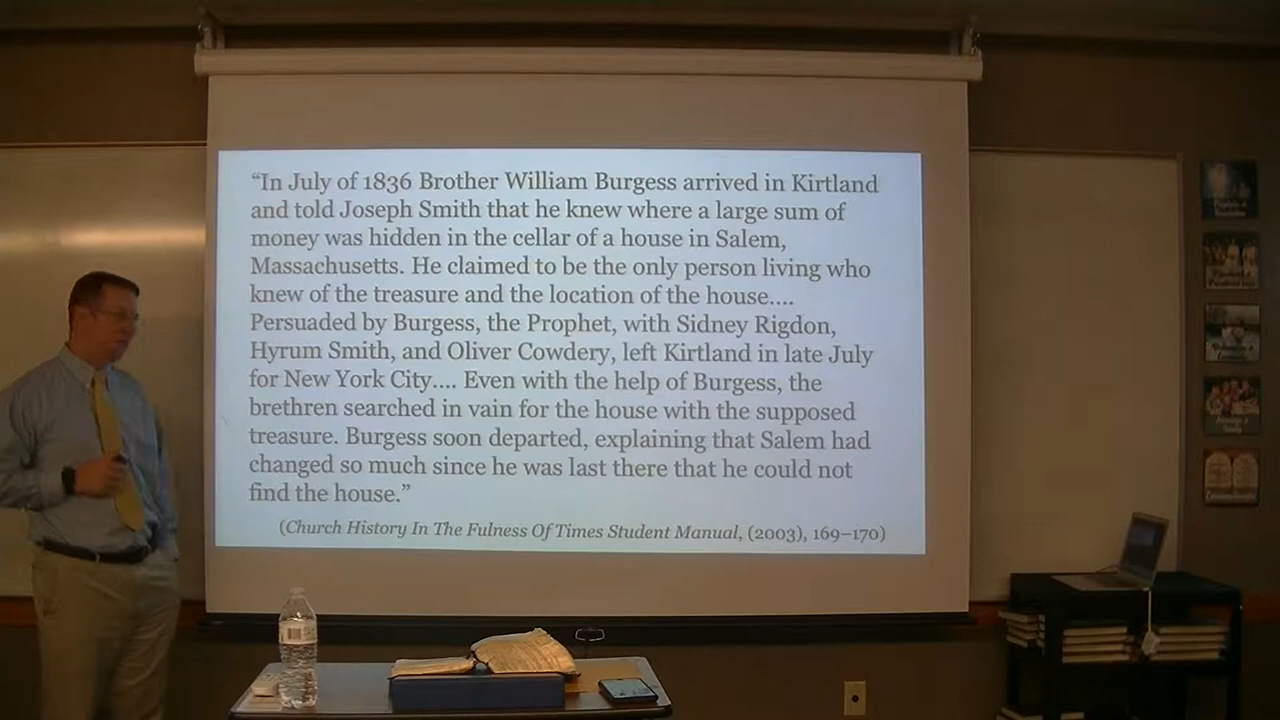 “In July of 1836 Brother William Burgess arrived in Kirtland
and told Joseph Smith that he knew where a large sum of
money was hidden in the cellar of a house in Salem,
Massachusetts. He claimed to be the only person living who
knew of the treasure and the location of the house....
Persuaded by Burgess, the Prophet, with Sidney Rigdon,
Hyrum Smith, and Oliver Cowdery, left Kirtland in late July
for New York City.... Even with the help of Burgess, the
brethren searched in vain for the house with the supposed
treasure. Burgess soon departed, explaining that Salem had
changed so much since he was last there that he could not
find the house.”
(Church History In The Fulness Of Times Student Manual, (2003), 169–170)